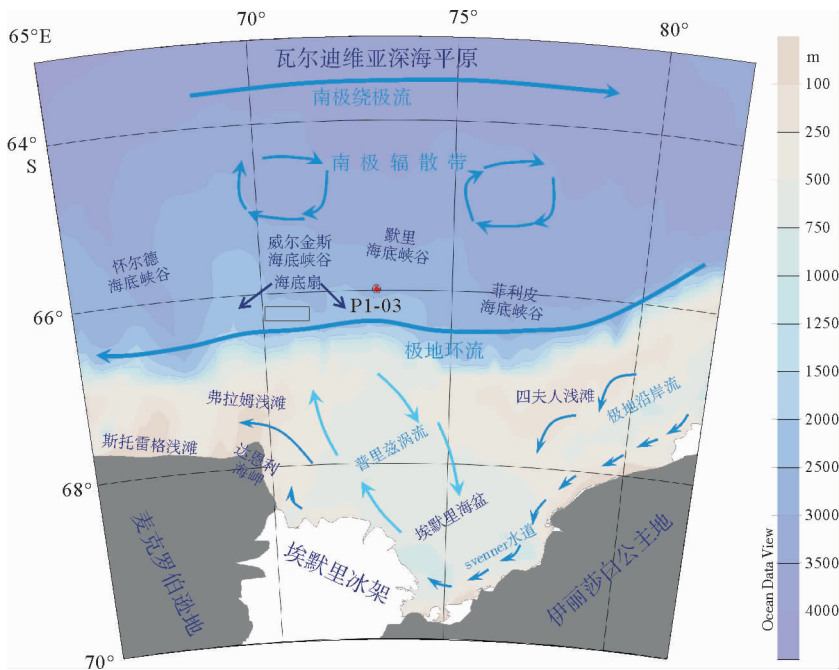 70°
75°
80°
65°E
瓦尔迪维亚深海平原
南极绕极流
64°
S
南极辐散带
威尔金斯
海底峡谷
默里
海底峡谷
怀尔德
海底峡谷
海底扇
菲利皮
海底峡谷
P1-03
66°
极地环流
弗拉姆浅滩
四夫人浅滩
极地沿岸流
斯托雷格浅滩
达恩利
海岬
普里兹涡流
68°
埃默里海盆
svenner水道
麦克罗伯逊地
埃默里冰架
伊丽莎白公主地
70°
m
100
250
500
750
1000
1250
1500
2000
2500
3000
3500
4000
Ocean Data View